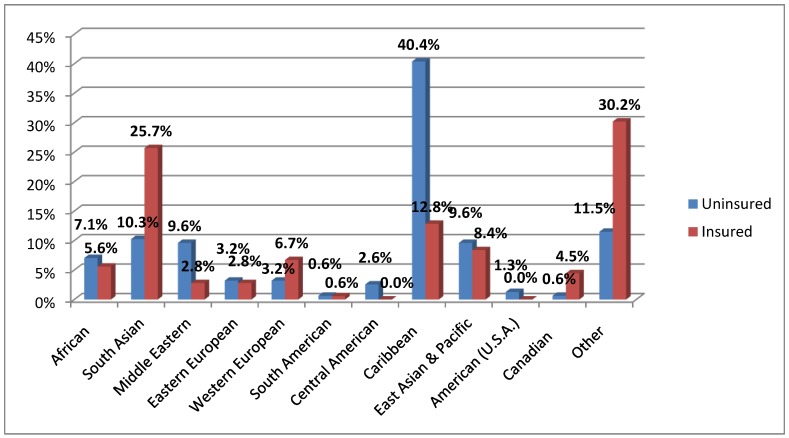 45%
40%
35%
30%
25%
20%
15%
10%
5%
0%
7.1%
5.6%
10.3%
25.7%
9.6%
2.8%
3.2%
2.8%
3.2%
6.7%
0.6%
0.6%
2.6%
0.0%
40.4%
12.8%
9.6%
8.4%
1.3%
0.0%
0.6%
4.5%
11.5%
30.2%
African
South Asian
Middle Eastern
Eastern European
Western European
South American
Central American
Caribbean
East Asian & Pacific
American (U.S.A.)
Canadian
Other
Uninsured
Insured